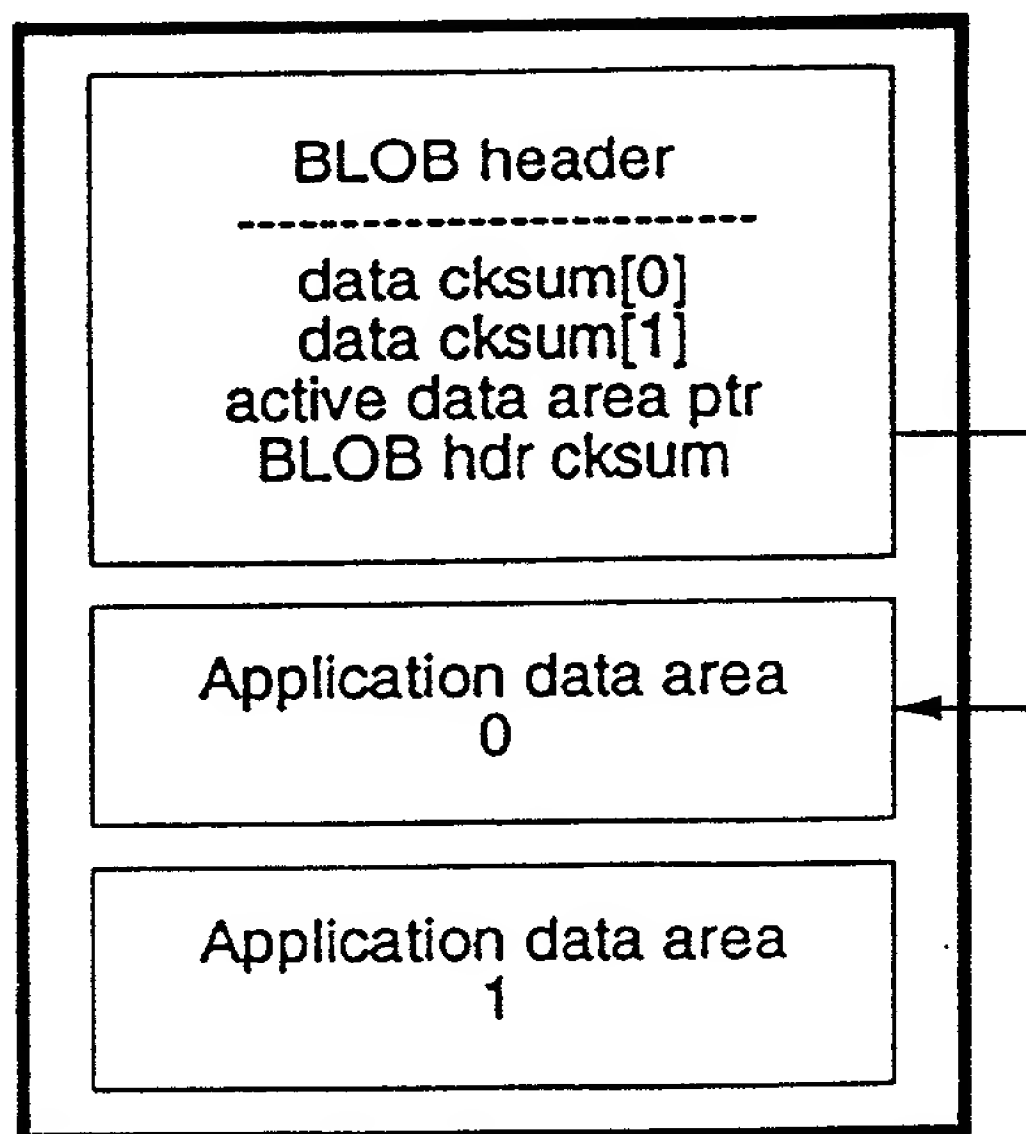 BLOB header
data cksum[0]
data cksum[1]
active data area ptr
BLOB hdr cksum
Application data area
0
Application data area
1